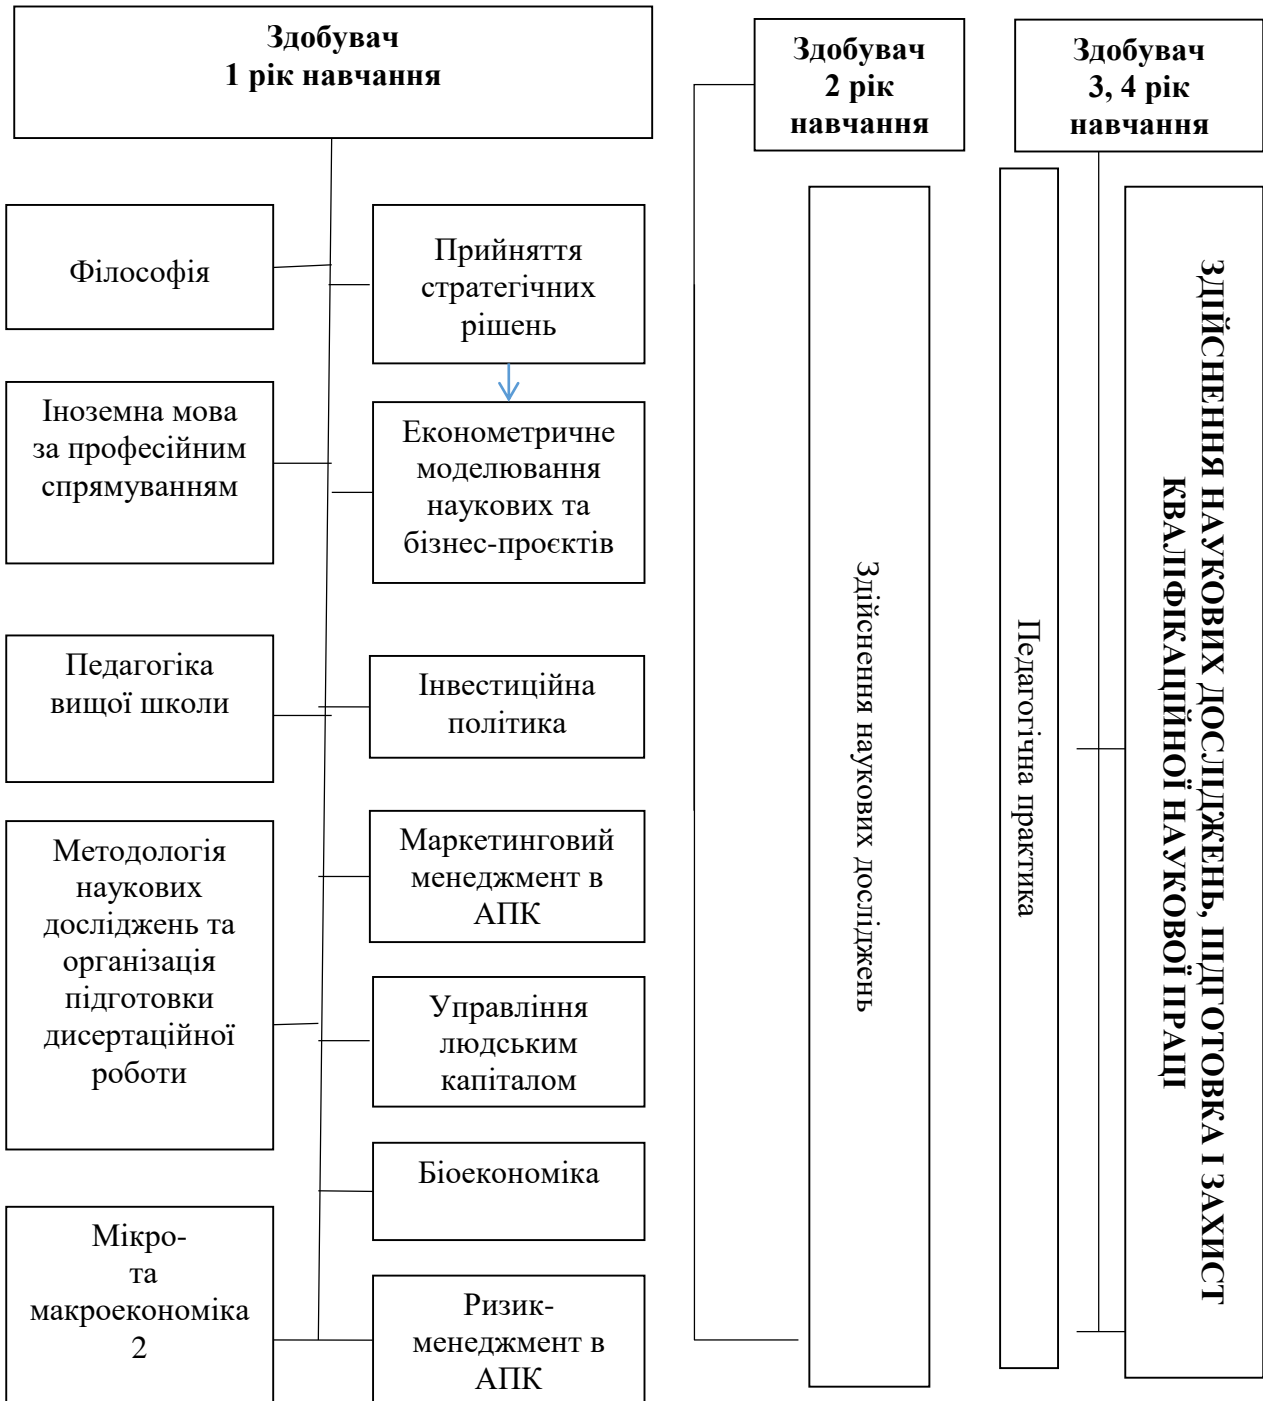 Здобувач
1 рік навчання
Здобувач
2 рік
навчання
Здобувач
3, 4 рік
навчання
Філософія
Прийняття
стратегічних
рішень
Іноземна мова
за професійним
спрямуванням
Економетричне
моделювання
наукових та
бізнес-проєктів
Педагогіка
вищої школи
Інвестиційна
політика
Методологія
наукових
досліджень та
організація
підготовки
дисертаційної
роботи
Маркетинговий
менеджмент в
АПК
Управління
людським
капіталом
Біоекономіка
Мікро-
та
макроекономіка
2
Ризик-
менеджмент в
АПК
Здійснення наукових досліджень
Педагогічна практика
ЗДІЙСНЕННЯ НАУКОВИХ ДОСЛІДЖЕНЬ, ПІДГОТОВКА І ЗАХИСТ
КВАЛІФІКАЦІЙНОЇ НАУКОВОЇ ПРАЦІ